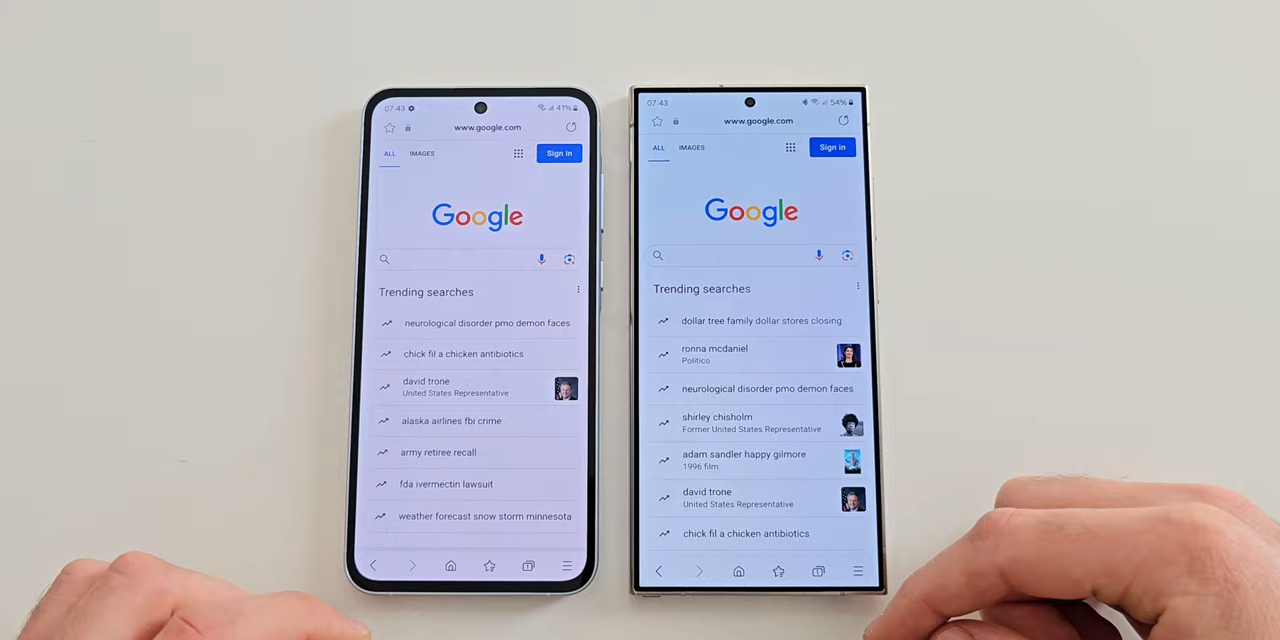 07:43 41%
www.google.com
ALL IMAGES Sign in
Google
Trending searches
neurological disorder pmo demon faces
chick fil a chicken antibiotics
david trone
United States Representative
alaska airlines fbi crime
army retiree recall
fda ivermectin lawsuit
weather forecast snow storm minnesota
07:43 54%
www.google.com
ALL IMAGES Sign in
Google
Trending searches
dollar tree family dollar stores closing
ronna mcdaniel
Politico
neurological disorder pmo demon faces
shirley chisholm
Former United States Representative
adam sandler happy gilmore
1996 film
david trone
United States Representative
chick fil a chicken antibiotics